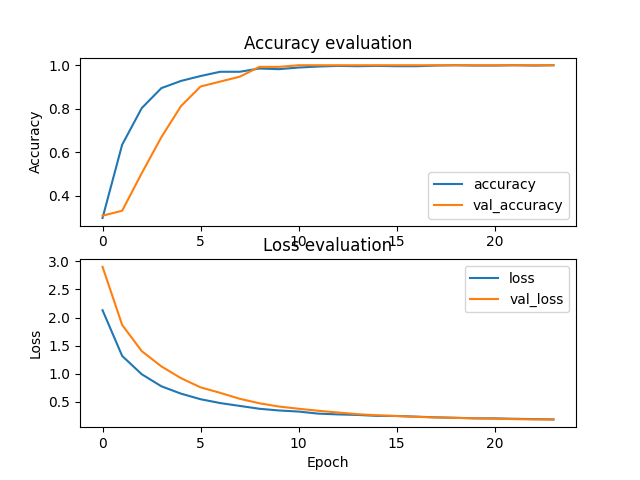 Accuracy evaluation
1.0
0.8
0.6
0.4
Accuracy
accuracy
val_accuracy
0 5 10 15 20
Loss evaluation
3.0
2.5
2.0
1.5
1.0
0.5
Loss
loss
val_loss
0 5 10 15 20
Epoch